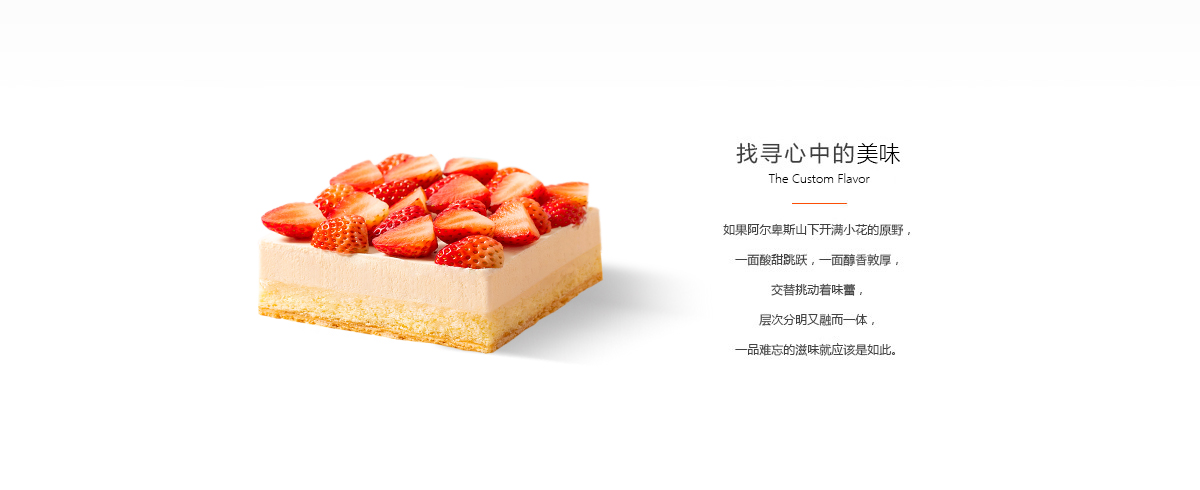 找寻心中的美味
The Custom Flavor
如果阿尔卑斯山下开满小花的原野，
一面酸甜跳跃，一面醇香敦厚，
交替挑动着味蕾，
层次分明又融而一体，
一品难忘的滋味就应该是如此。